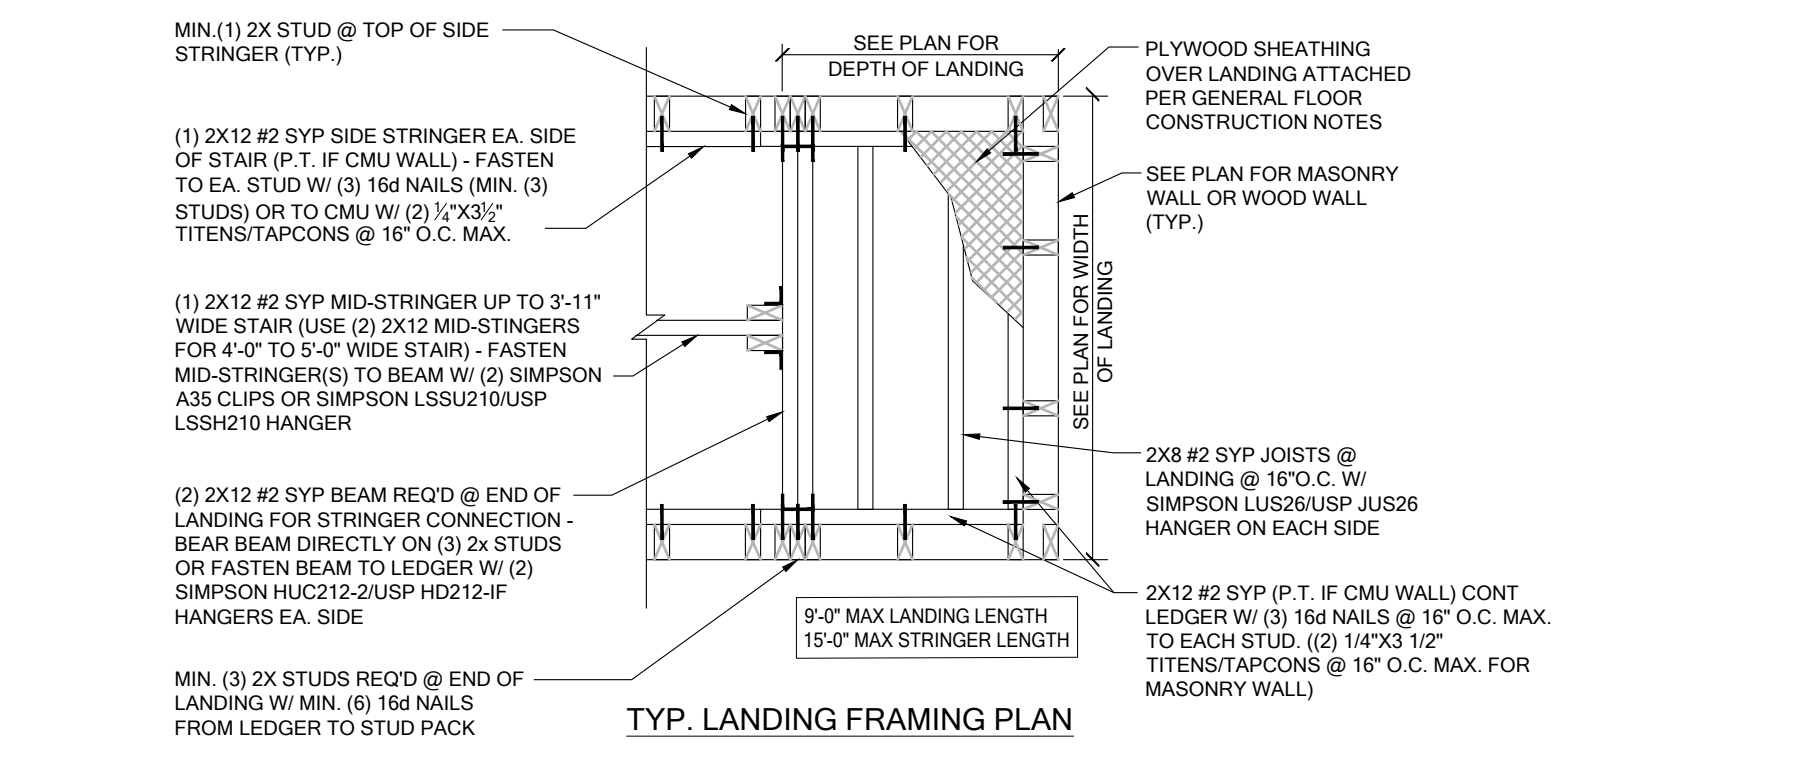 MIN.(1) 2X STUD @ TOP OF SIDE
STRINGER (TYP.)
(1) 2X12 #2 SYP SIDE STRINGER EA. SIDE
OF STAIR (P.T. IF CMU WALL) - FASTEN
TO EA. STUD W/ (3) 16d NAILS (MIN. (3)
STUDS) OR TO CMU W/ (2) ¼"X3½"
TITENS/TAPCONS @ 16" O.C. MAX.
(1) 2X12 #2 SYP MID-STRINGER UP TO 3'-11"
WIDE STAIR (USE (2) 2X12 MID-STINGERS
FOR 4'-0" TO 5'-0" WIDE STAIR) - FASTEN
MID-STRINGER(S) TO BEAM W/ (2) SIMPSON
A35 CLIPS OR SIMPSON LSSU210/USP
LSSH210 HANGER
(2) 2X12 #2 SYP BEAM REQ'D @ END OF
LANDING FOR STRINGER CONNECTION -
BEAR BEAM DIRECTLY ON (3) 2x STUDS
OR FASTEN BEAM TO LEDGER W/ (2)
SIMPSON HUC212-2/USP HD212-IF
HANGERS EA. SIDE
MIN. (3) 2X STUDS REQ'D @ END OF
LANDING W/ MIN. (6) 16d NAILS
FROM LEDGER TO STUD PACK
SEE PLAN FOR
DEPTH OF LANDING
SEE PLAN FOR WIDTH
OF LANDING
PLYWOOD SHEATHING
OVER LANDING ATTACHED
PER GENERAL FLOOR
CONSTRUCTION NOTES
SEE PLAN FOR MASONRY
WALL OR WOOD WALL
(TYP.)
2X8 #2 SYP JOISTS @
LANDING @ 16"O.C. W/
SIMPSON LUS26/USP JUS26
HANGER ON EACH SIDE
2X12 #2 SYP (P.T. IF CMU WALL) CONT
LEDGER W/ (3) 16d NAILS @ 16" O.C. MAX.
TO EACH STUD. ((2) 1/4"X3 1/2"
TITENS/TAPCONS @ 16" O.C. MAX. FOR
MASONRY WALL)
9'-0" MAX LANDING LENGTH
15'-0" MAX STRINGER LENGTH
TYP. LANDING FRAMING PLAN